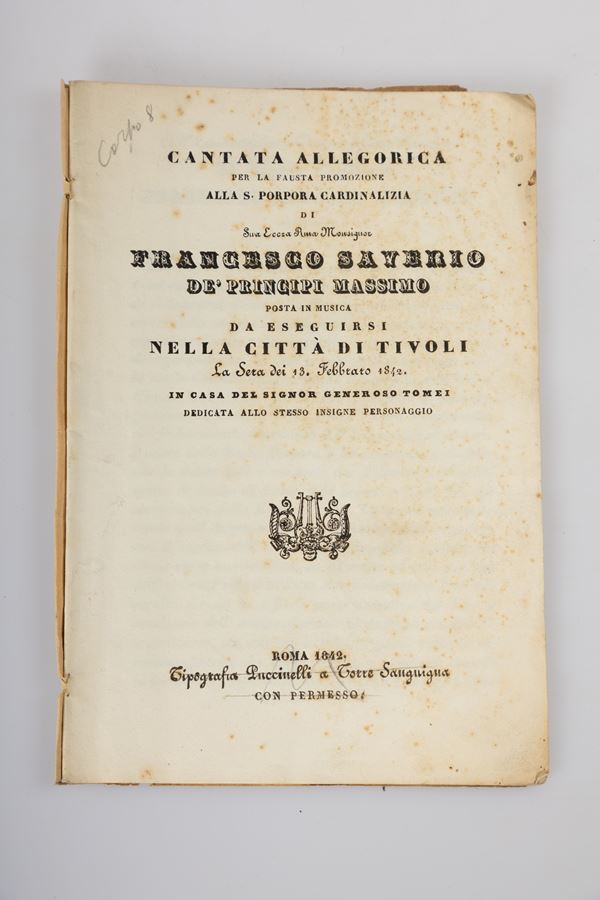 Corpo 8
CANTATA ALLEGORICA
PER LA FAUSTA PROMOZIONE
ALLA S. PORPORA CARDINALIZIA
DI
Sua Eccza Rma Monsignor
FRANCESCO SAVERIO
DE' PRINCIPI MASSIMO
POSTA IN MUSICA
DA ESEGUIRSI
NELLA CITTÀ DI TIVOLI
La Sera dei 13. Febbraro 1842.
IN CASA DEL SIGNOR GENEROSO TOMEI
DEDICATA ALLO STESSO INSIGNE PERSONAGGIO
ROMA 1842.
Tipografia Puccinelli a Torre Sanguigna
CON PERMESSO.